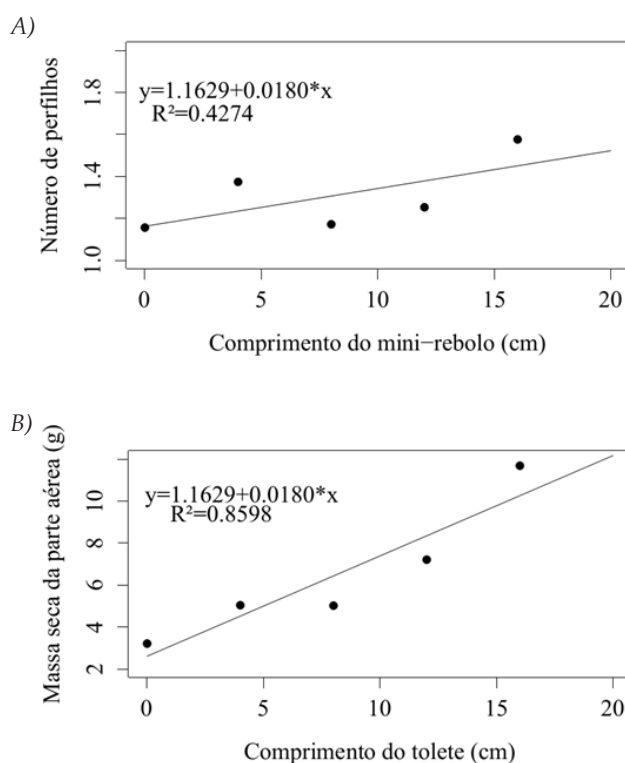 A)
Número de perfilhos
1.0 1.4 1.8
y=1.1629+0.0180*x
R²=0.4274
0 5 10 15 20
Comprimento do mini−rebolo (cm)
B)
Massa seca da parte aérea (g)
2 4 6 8 10
y=1.1629+0.0180*x
R²=0.8598
0 5 10 15 20
Comprimento do tolete (cm)